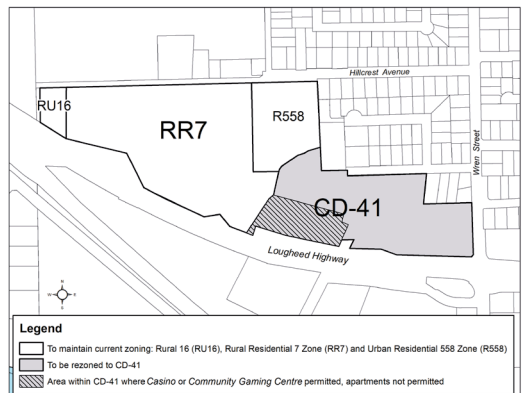 Hillcrest Avenue
RU16
RR7
R558
Wren Street
CD-41
Lougheed Highway
N
W E
S
Legend
To maintain current zoning: Rural 16 (RU16), Rural Residential 7 Zone (RR7) and Urban Residential 558 Zone (R558)
To be rezoned to CD-41
Area within CD-41 where Casino or Community Gaming Centre permitted, apartments not permitted